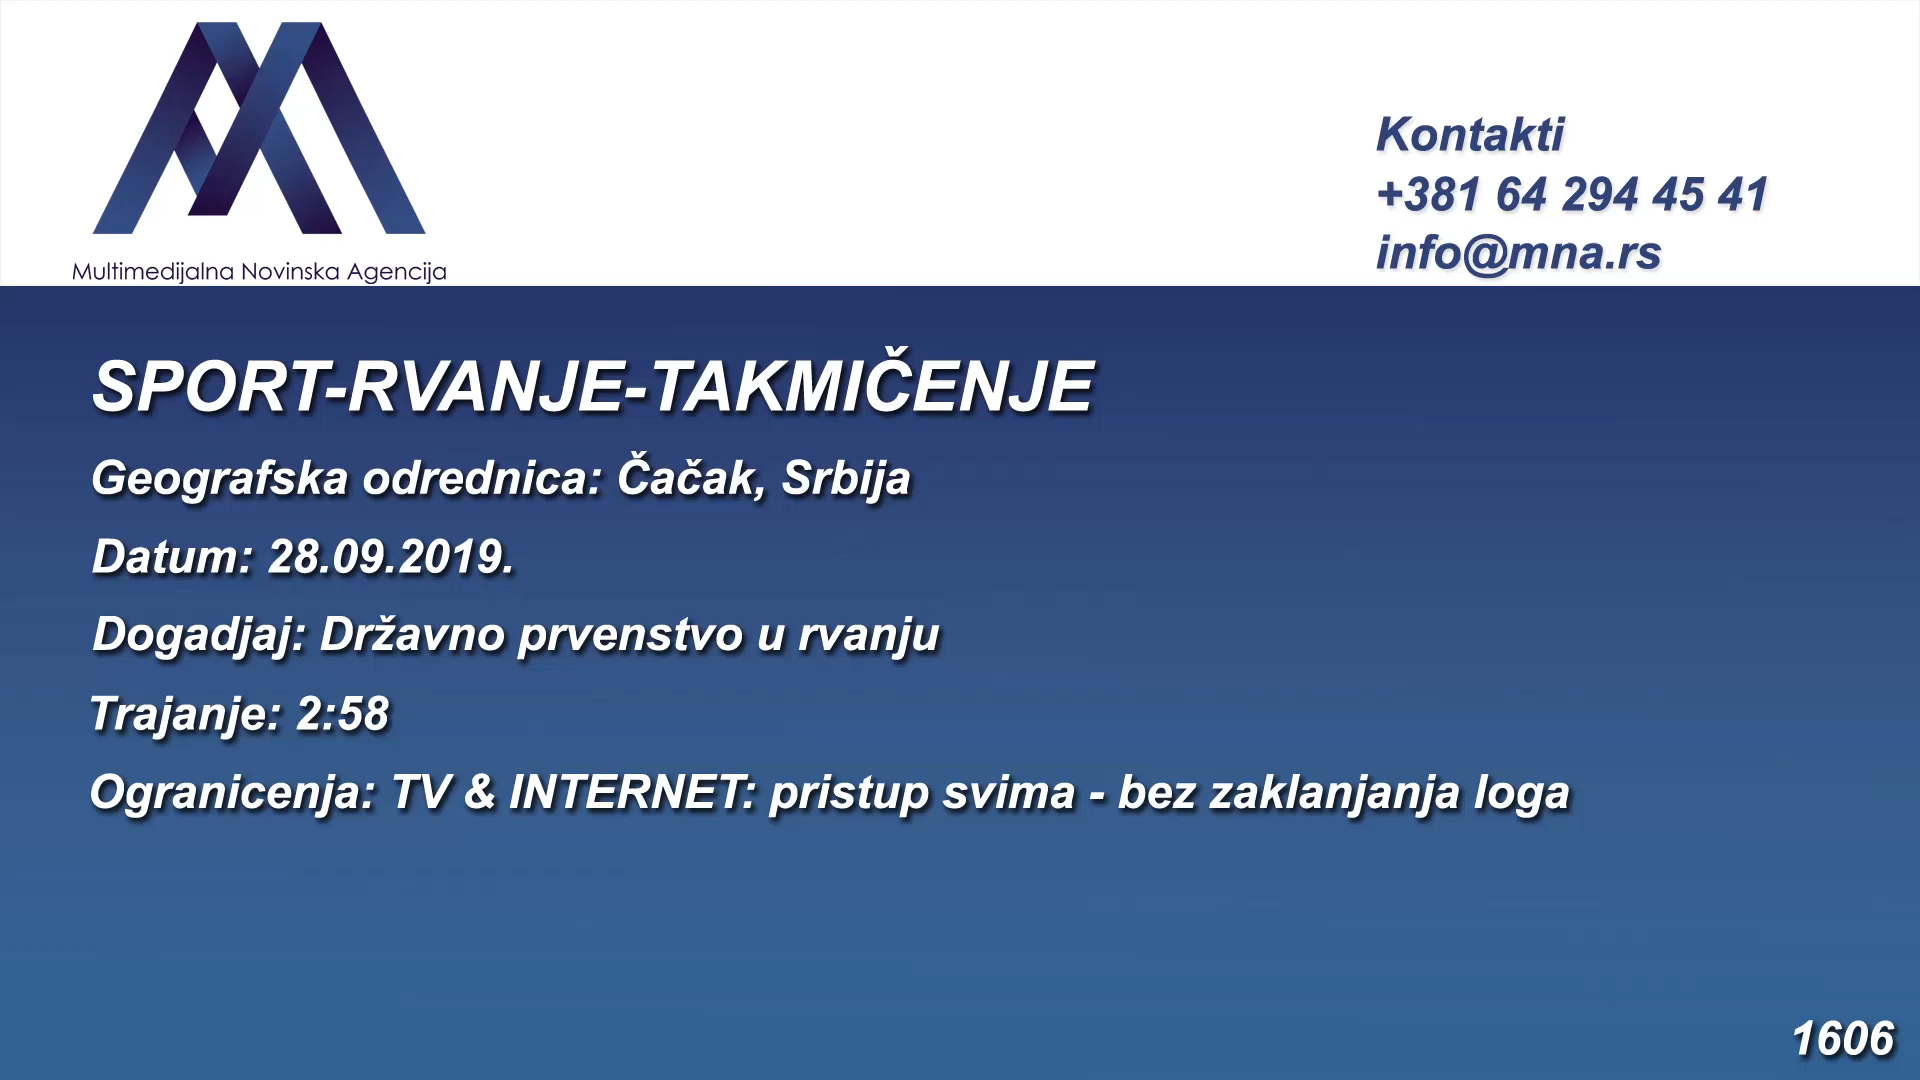 Multimedijalna Novinska Agencija
Kontakti
+381 64 294 45 41
info@mna.rs
SPORT-RVANJE-TAKMIČENJE
Geografska odrednica: Čačak, Srbija
Datum: 28.09.2019.
Dogadjaj: Državno prvenstvo u rvanju
Trajanje: 2:58
Ogranicenja: TV & INTERNET: pristup svima - bez zaklanjanja loga
1606